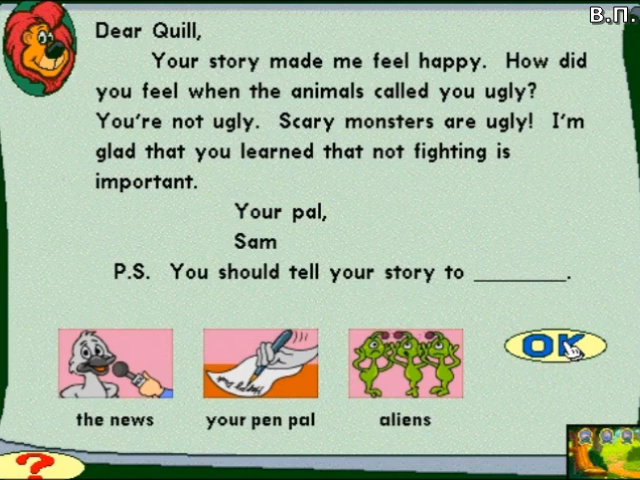 В.П.
Dear Quill,
Your story made me feel happy. How did
you feel when the animals called you ugly?
You're not ugly. Scary monsters are ugly! I'm
glad that you learned that not fighting is
important.
Your pal,
Sam
P.S. You should tell your story to ________.
OK
the news your pen pal aliens
?